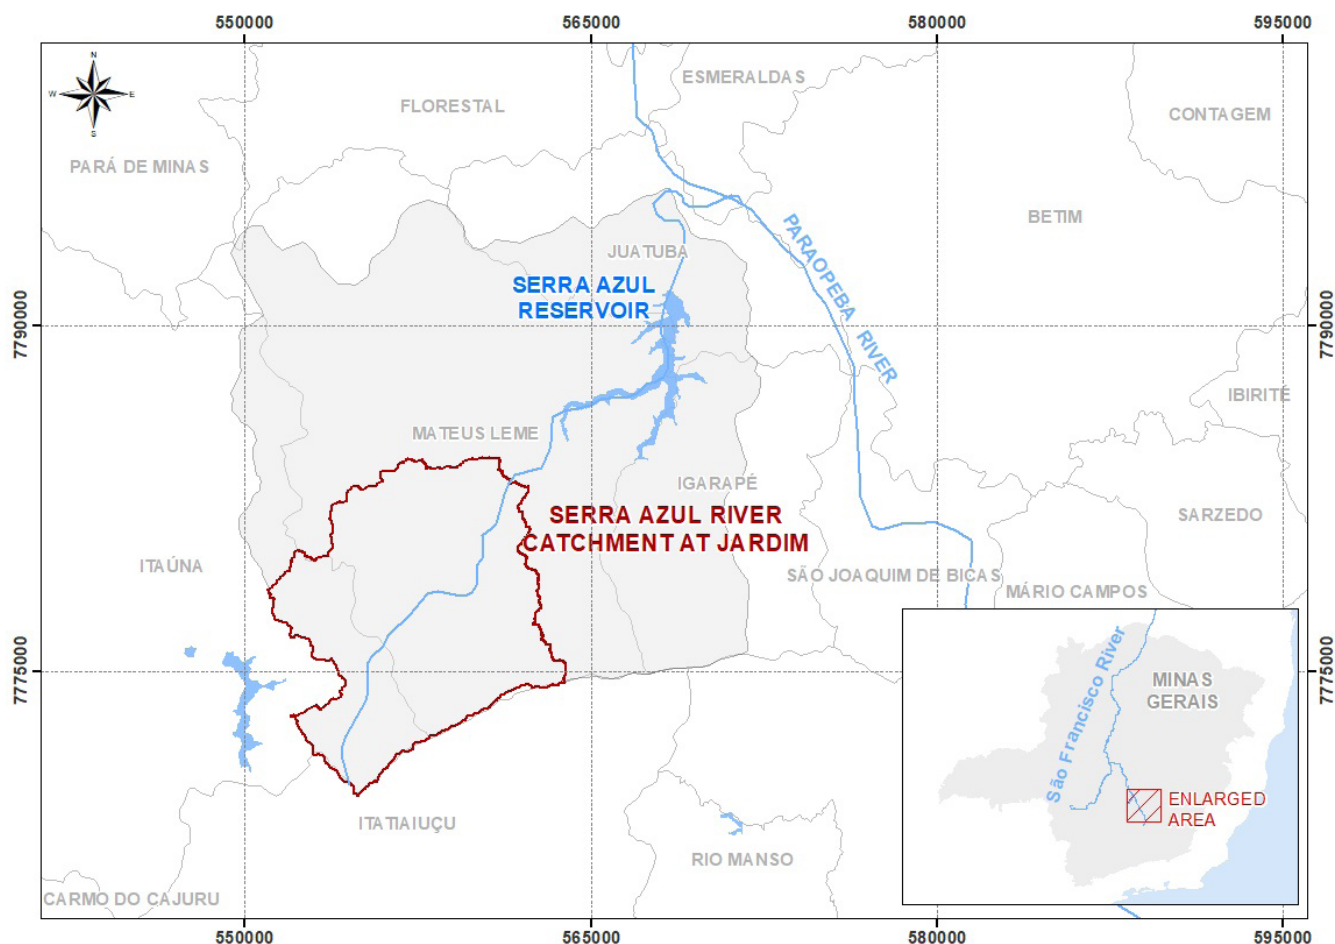 550000
565000
580000
595000
N
W
E
S
ESMERALDAS
FLORESTAL
CONTAGEM
PARÁ DE MINAS
BETIM
PARAOPEBA RIVER
JUATUBA
SERRA AZUL
RESERVOIR
7790000
7790000
IBIRITÉ
MATEUS LEME
IGARAPÉ
SERRA AZUL RIVER
CATCHMENT AT JARDIM
SARZEDO
ITAÚNA
SÃO JOAQUIM DE BICAS
MÁRIO CAMPOS
7775000
7775000
São Francisco River
MINAS
GERAIS
ENLARGED
AREA
ITATIAIUÇU
RIO MANSO
CARMO DO CAJURU
550000
565000
580000
595000